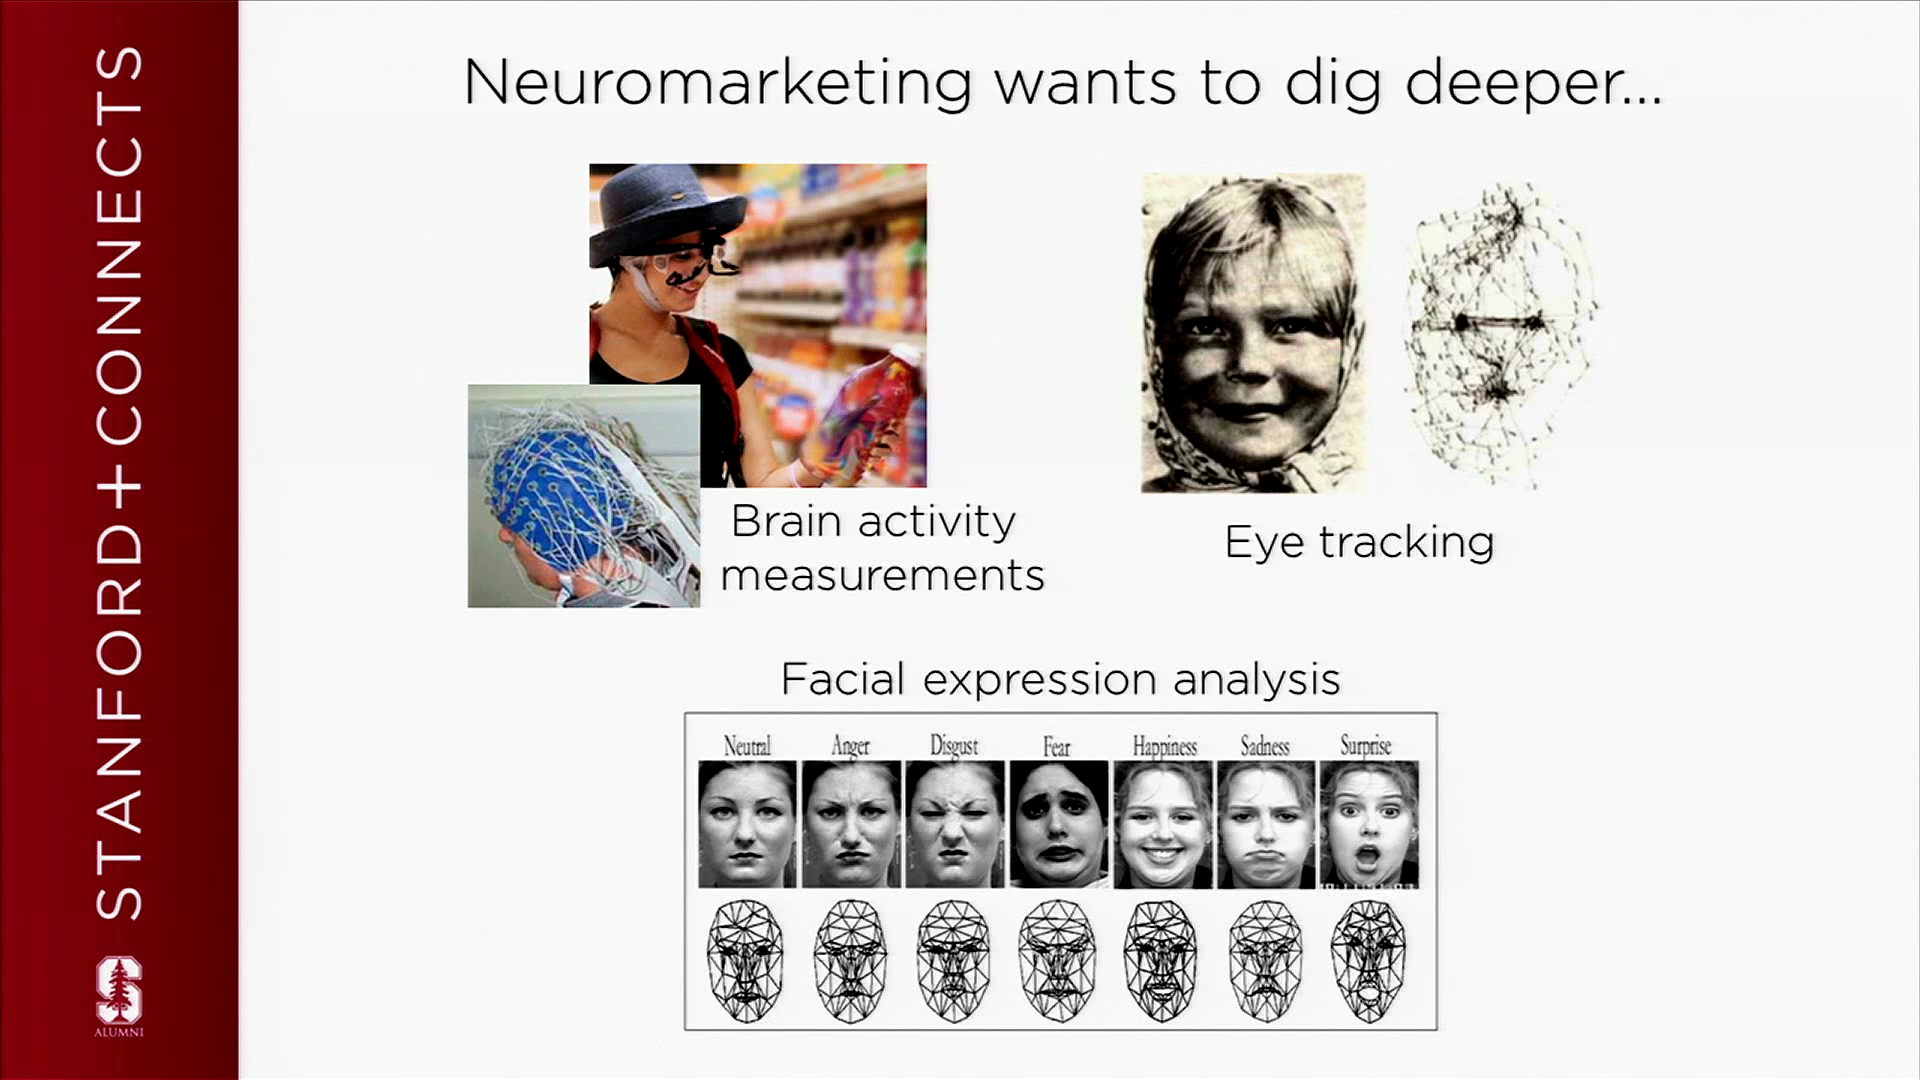 STANFORD+CONNECTS
S
ALUMNI
Neuromarketing wants to dig deeper...
Brain activity
measurements
Eye tracking
Facial expression analysis
Neutral Anger Disgust Fear Happiness Sadness Surprise